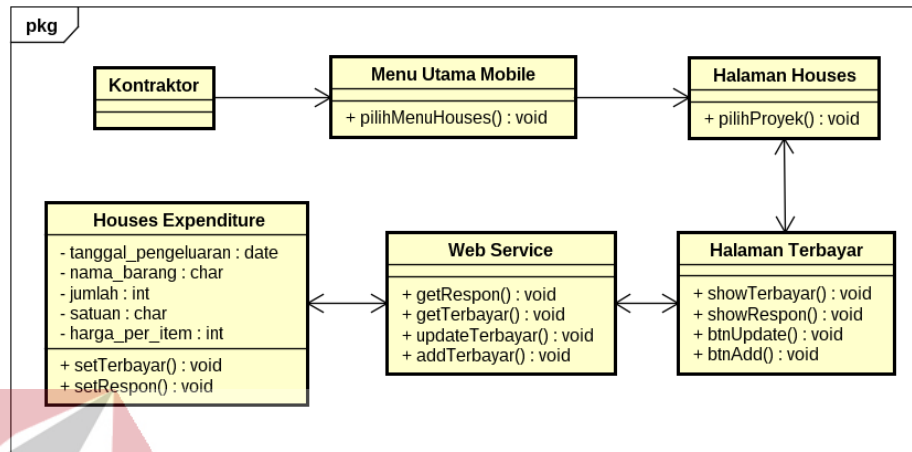 pkg
Kontraktor
Menu Utama Mobile
+ pilihMenuHouses() : void
Halaman Houses
+ pilihProyek() : void
Houses Expenditure
- tanggal_pengeluaran : date
- nama_barang : char
- jumlah : int
- satuan : char
- harga_per_item : int
+ setTerbayar() : void
+ setRespon() : void
Web Service
+ getRespon() : void
+ getTerbayar() : void
+ updateTerbayar() : void
+ addTerbayar() : void
Halaman Terbayar
+ showTerbayar() : void
+ showRespon() : void
+ btnUpdate() : void
+ btnAdd() : void